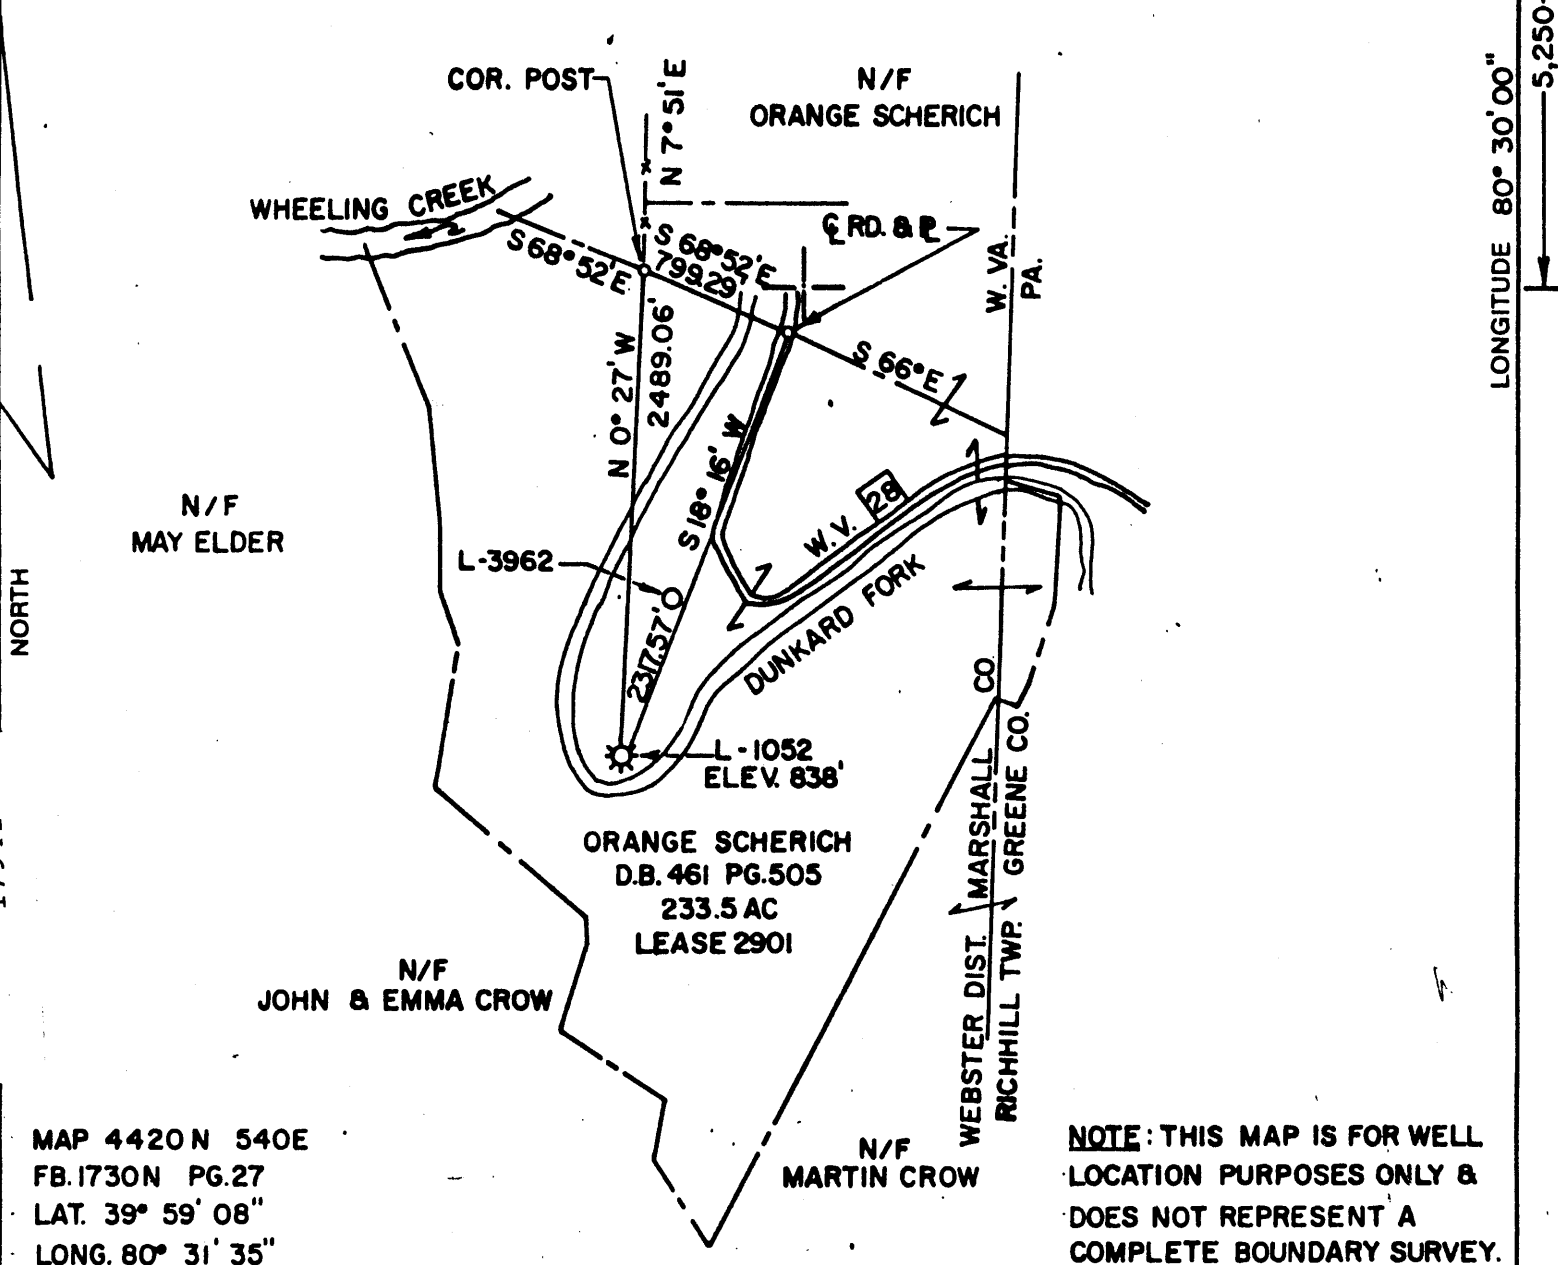 5,250
COR. POST
N 7° 51' E
N/F
ORANGE SCHERICH
LONGITUDE 80° 30' 00"
WHEELING CREEK
℄ RD. & ⅊
S 68° 52' E
S 68° 52' E
799.29'
W. VA.
PA.
N 0° 27' W
2489.06'
S 66° E
S 18° 16' W
2317.57'
N/F
MAY ELDER
W.V. 28
L-3962
DUNKARD FORK
NORTH
L-1052
ELEV. 838'
ORANGE SCHERICH
D.B. 461 PG. 505
233.5 AC
LEASE 2901
WEBSTER DIST. MARSHALL CO.
RICHHILL TWP. GREENE CO.
N/F
JOHN & EMMA CROW
N/F
MARTIN CROW
MAP 4420 N 540E
FB. 1730N PG. 27
LAT. 39° 59' 08"
LONG. 80° 31' 35"
NOTE: THIS MAP IS FOR WELL
LOCATION PURPOSES ONLY &
DOES NOT REPRESENT A
COMPLETE BOUNDARY SURVEY.